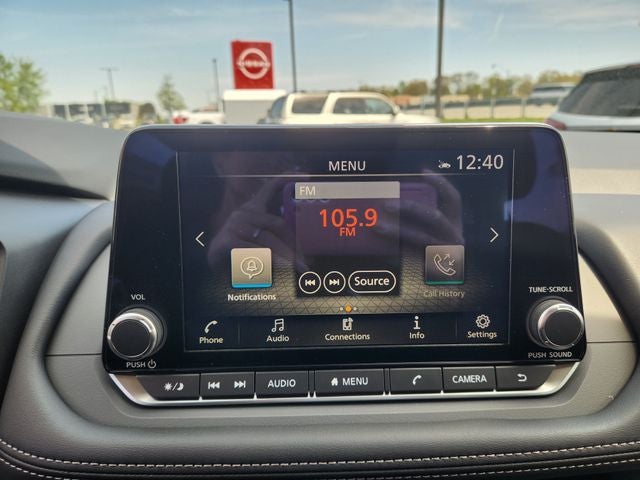 NISSAN
MENU
12:40
FM
105.9
FM
Source
Notifications
Call History
Phone
Audio
Connections
Info
Settings
VOL
PUSH
TUNE·SCROLL
PUSH SOUND
AUDIO
MENU
CAMERA